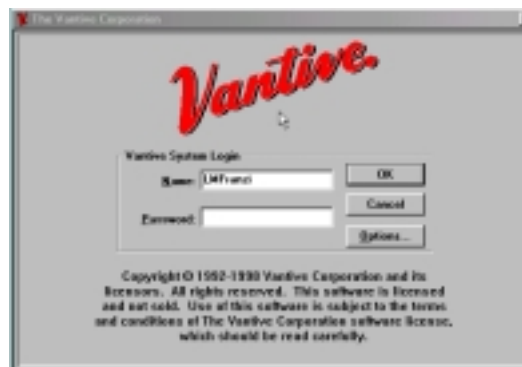 The Vantive Corporation
Vantive.
Vantive System Login
Name:
OK
Cancel
Password:
Options...
Copyright © 1992-1998 Vantive Corporation and its
licensors. All rights reserved. This software is licensed
and not sold. Use of this software is subject to the terms
and conditions of The Vantive Corporation software license,
which should be read carefully.